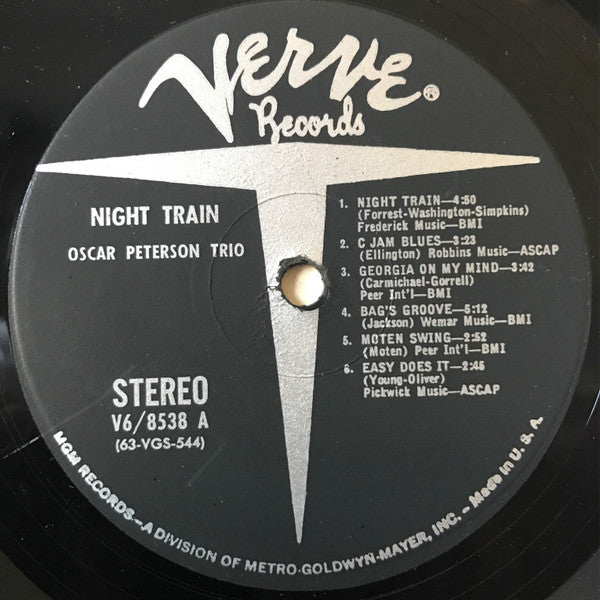 Verve®
Records
NIGHT TRAIN
OSCAR PETERSON TRIO
STEREO
V6/8538 A
(63-VGS-544)
1. NIGHT TRAIN—4:50
(Forrest-Washington-Simpkins)
Frederick Music—BMI
2. C JAM BLUES—3:23
(Ellington) Robbins Music—ASCAP
3. GEORGIA ON MY MIND—3:42
(Carmichael-Gorrell)
Peer Int'l—BMI
4. BAG'S GROOVE—5:12
(Jackson) Wemar Music—BMI
5. MOTEN SWING—2:52
(Moten) Peer Int'l—BMI
6. EASY DOES IT—2:45
(Young-Oliver)
Pickwick Music—ASCAP
MGM RECORDS—A DIVISION OF METRO-GOLDWYN-MAYER, INC. – Made in U. S. A.